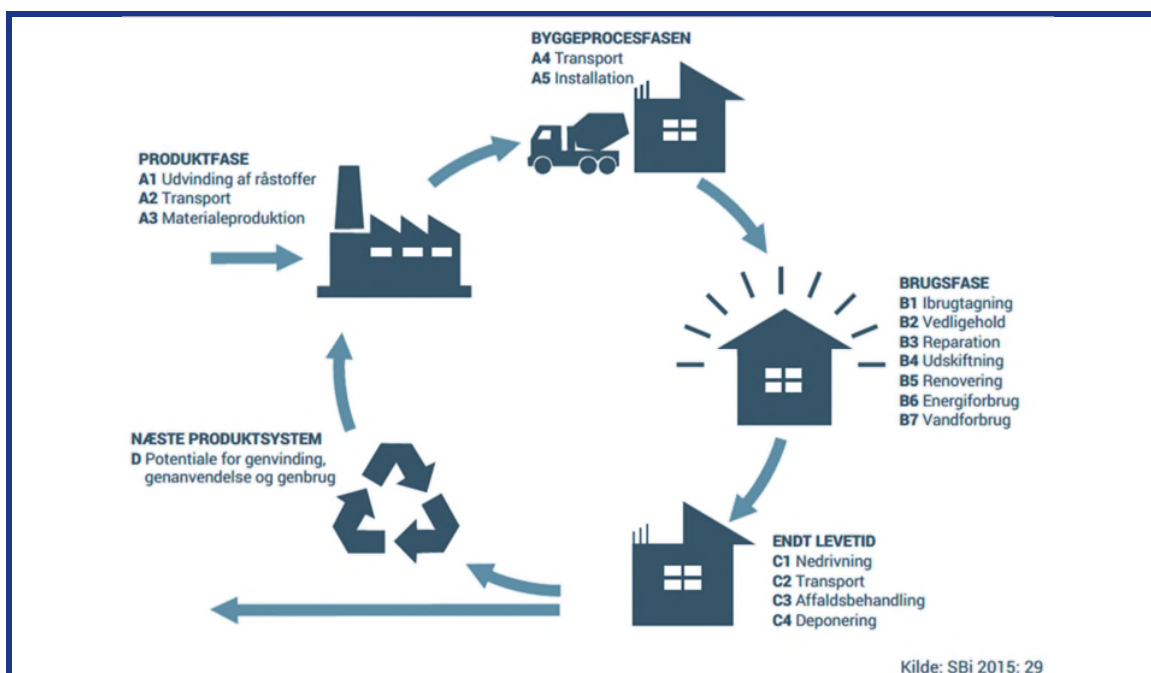 BYGGEPROCESFASEN
A4 Transport
A5 Installation
PRODUKTFASE
A1 Udvinding af råstoffer
A2 Transport
A3 Materialeproduktion
BRUGSFASE
B1 Ibrugtagning
B2 Vedligehold
B3 Reparation
B4 Udskiftning
B5 Renovering
B6 Energiforbrug
B7 Vandforbrug
NÆSTE PRODUKTSYSTEM
D Potentiale for genvinding,
genanvendelse og genbrug
ENDT LEVETID
C1 Nedrivning
C2 Transport
C3 Affaldsbehandling
C4 Deponering
Kilde: SBi 2015: 29